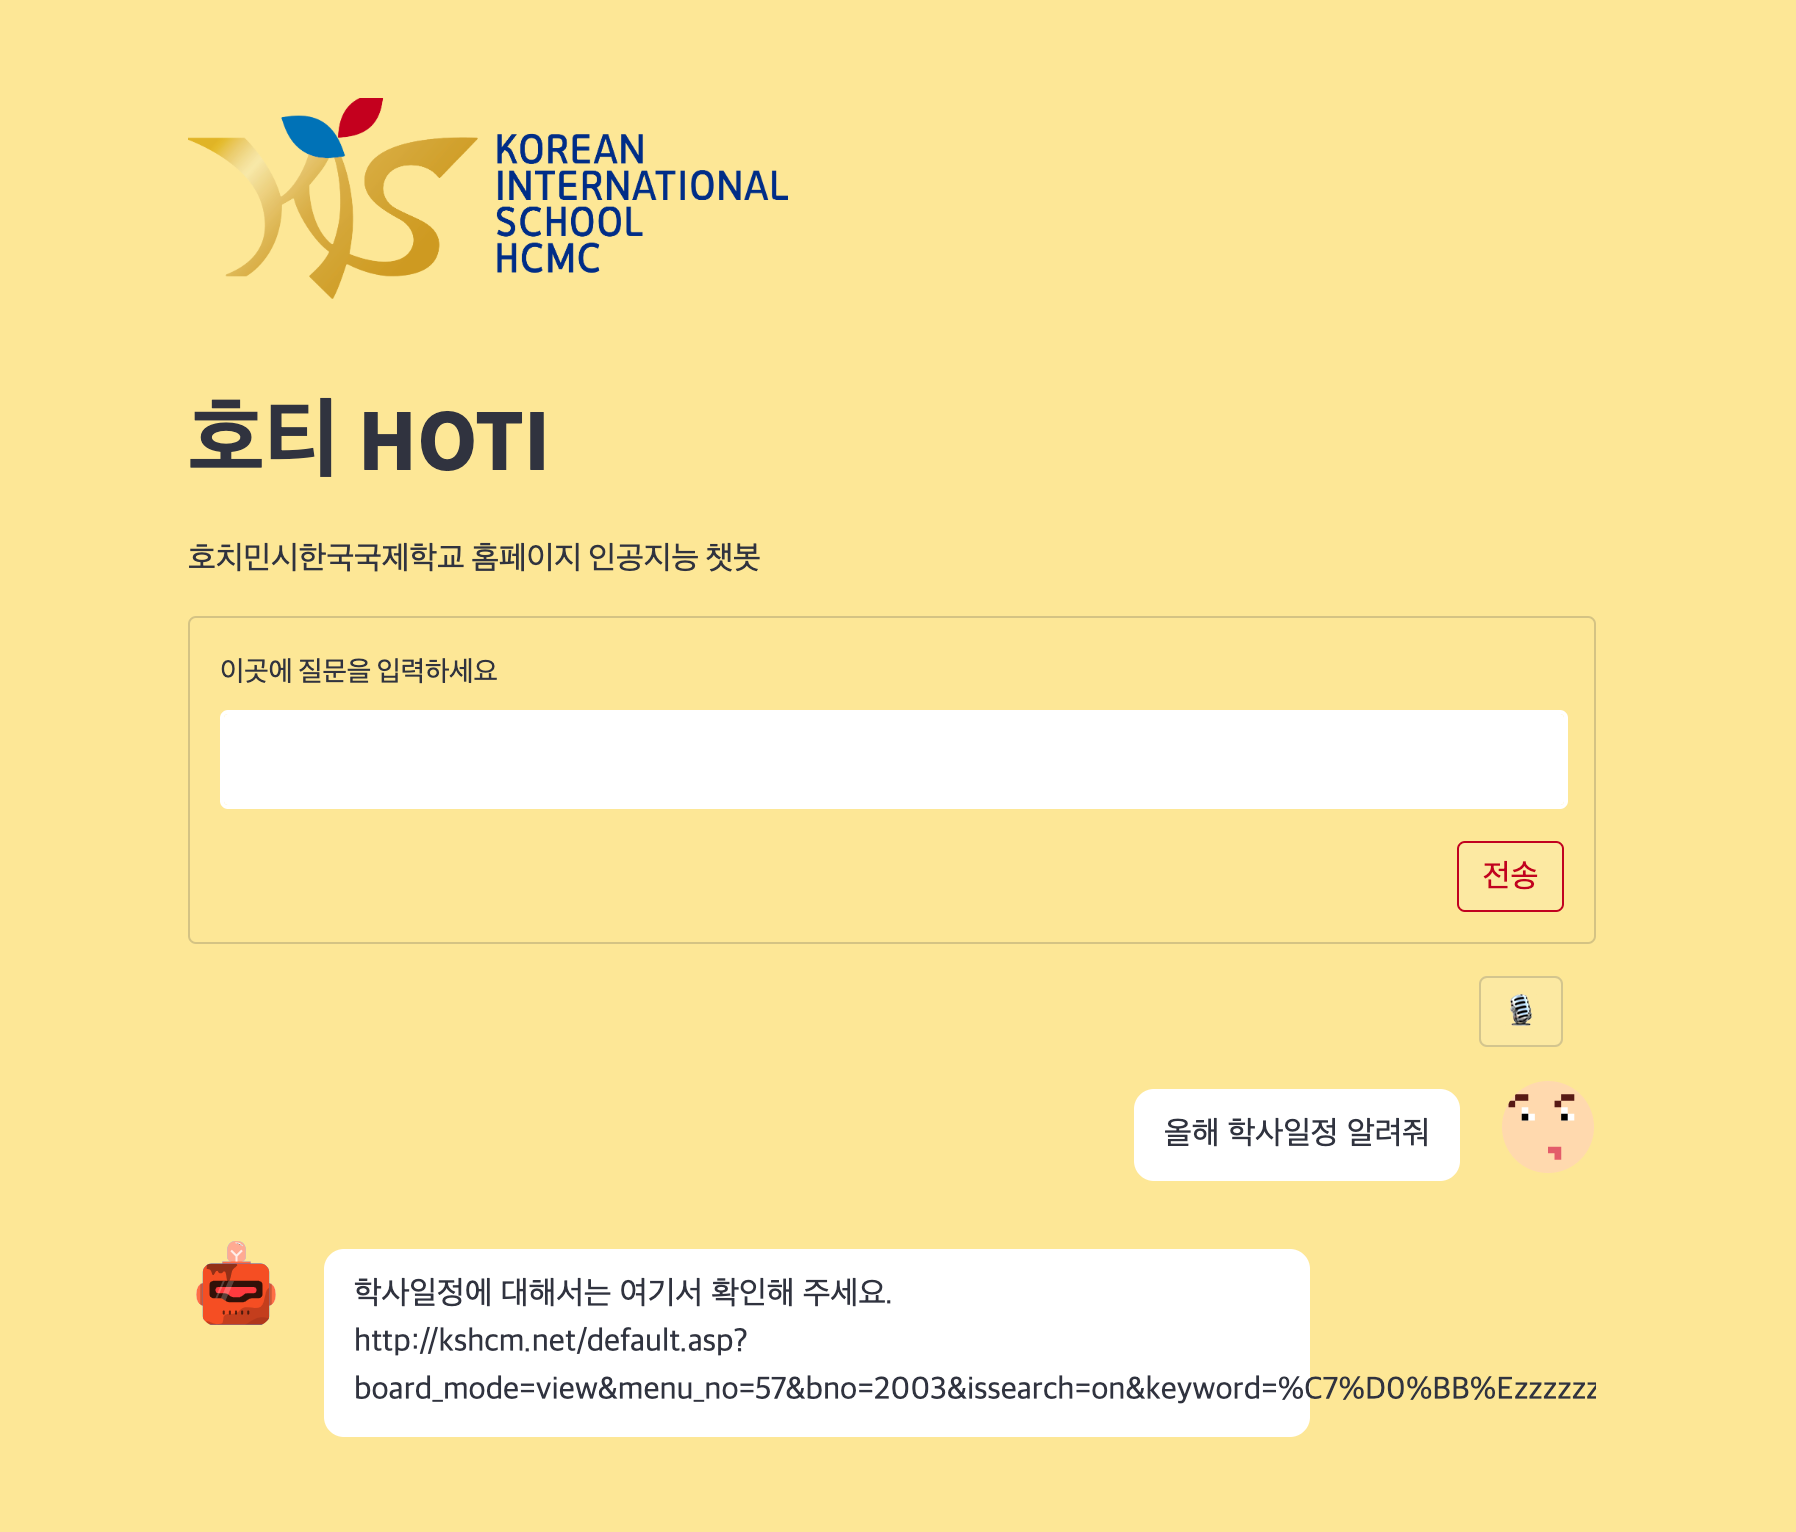 KIS
KOREAN
INTERNATIONAL
SCHOOL
HCMC
호티 HOTI
호치민시한국국제학교 홈페이지 인공지능 챗봇
이곳에 질문을 입력하세요
전송
올해 학사일정 알려줘
학사일정에 대해서는 여기서 확인해 주세요.
http://kshcm.net/default.asp?
board_mode=view&menu_no=57&bno=2003&issearch=on&keyword=%C7%D0%BB%Ezzzzzz